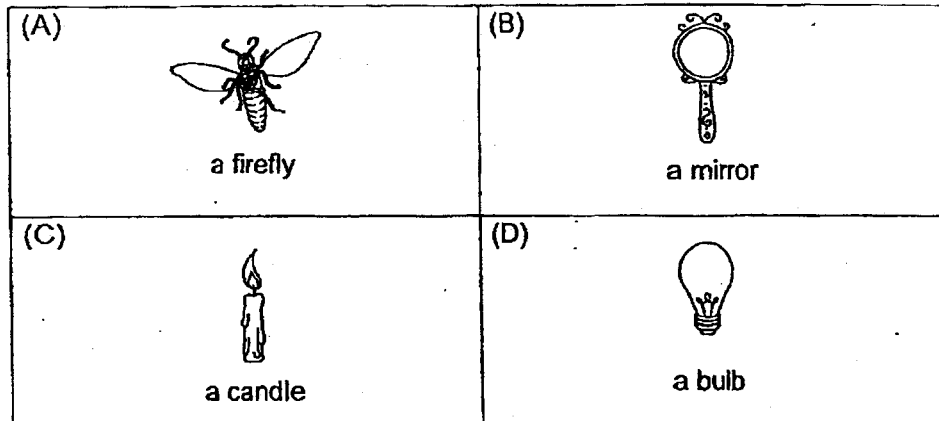 (A)
a firefly
(B)
a mirror
(C)
a candle
(D)
a bulb